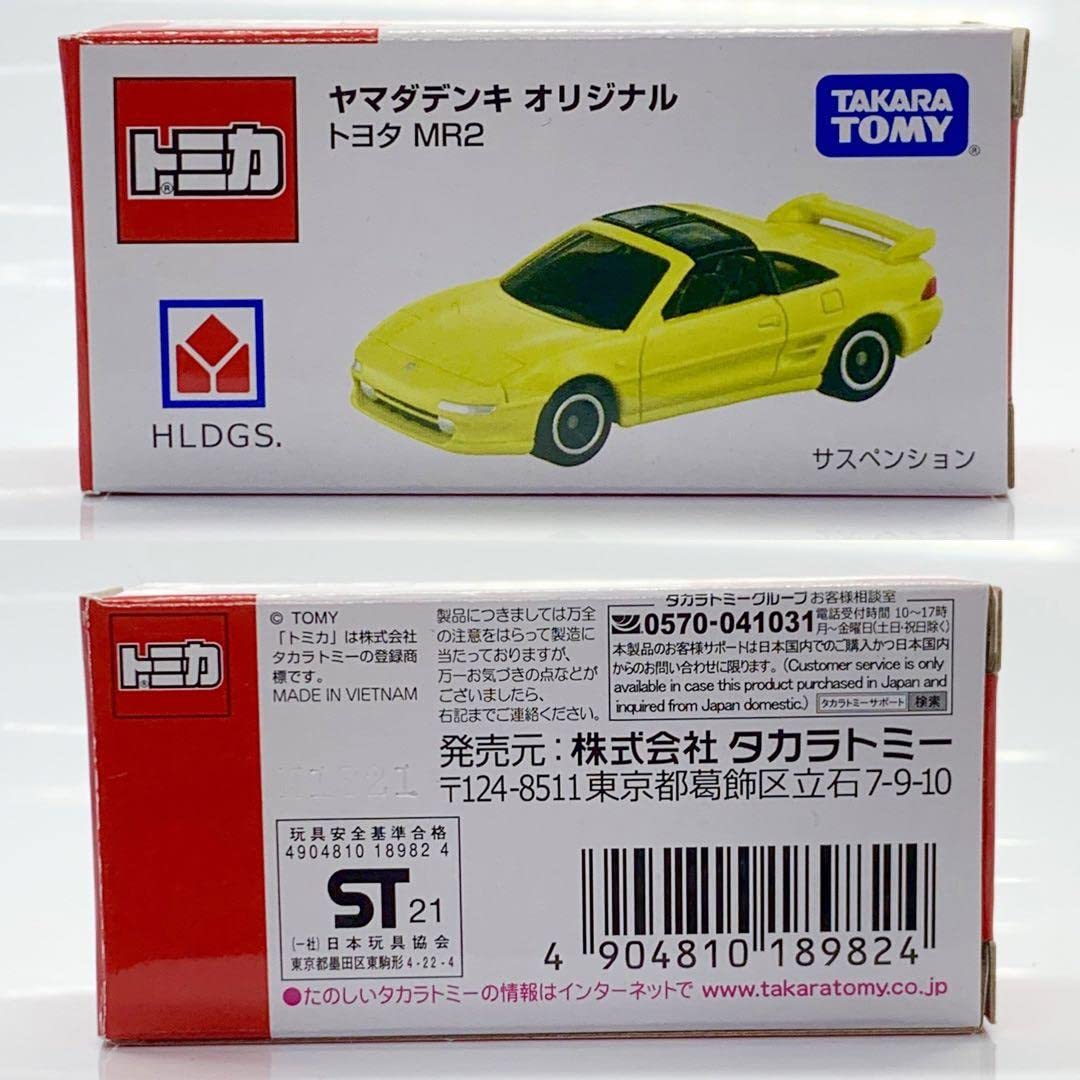 トミカ®
ヤマダデンキ オリジナル
トヨタ MR2
TAKARA
TOMY®
HLDGS.
サスペンション
トミカ®
© TOMY
「トミカ」は株式会社
タカラトミーの登録商
標です。
MADE IN VIETNAM
製品につきましては万全
の注意をはらって製造に
当たっておりますが、
万一お気づきの点などが
ございましたら、
右記までご連絡ください。
タカラトミーグループお客様相談室
0570-041031
電話受付時間 10〜17時
月〜金曜日(土日・祝日除く)
本製品のお客様サポートは日本国内でのご購入かつ日本国内
からのお問い合わせに限ります。(Customer service is only
available in case this product purchased in Japan and
inquired from Japan domestic.) タカラトミーサポート 検索
発売元:株式会社 タカラトミー
〒124-8511東京都葛飾区立石7-9-10
玩具安全基準合格
4904810 18982 4
ST 21
(一社)日本玩具協会
東京都墨田区東駒形4-22-4
4 904810 189824
●たのしいタカラトミーの情報はインターネットで www.takaratomy.co.jp